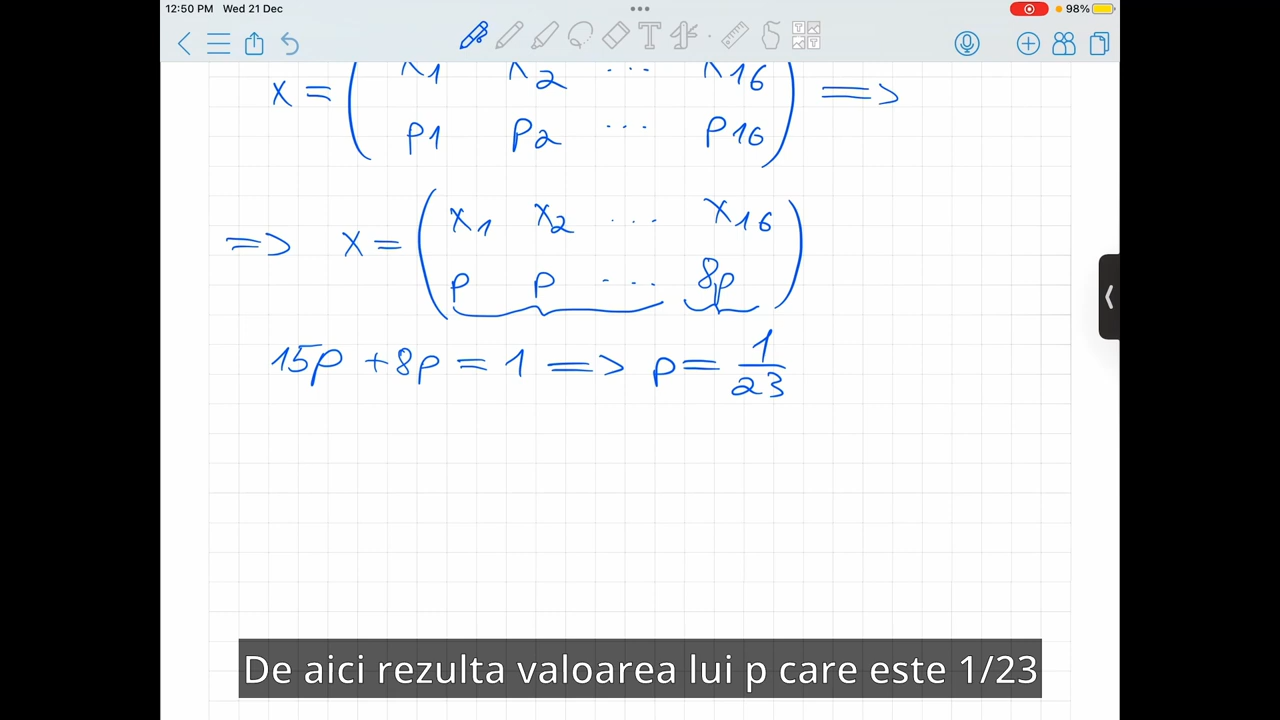 12:50 PM Wed 21 Dec 98%
x1 x2 ... x16
x = ⟹
p1 p2 ... p16
x1 x2 ... x16
=> x =
p p ... 8p
15p + 8p = 1 => p = 1/23
De aici rezulta valoarea lui p care este 1/23